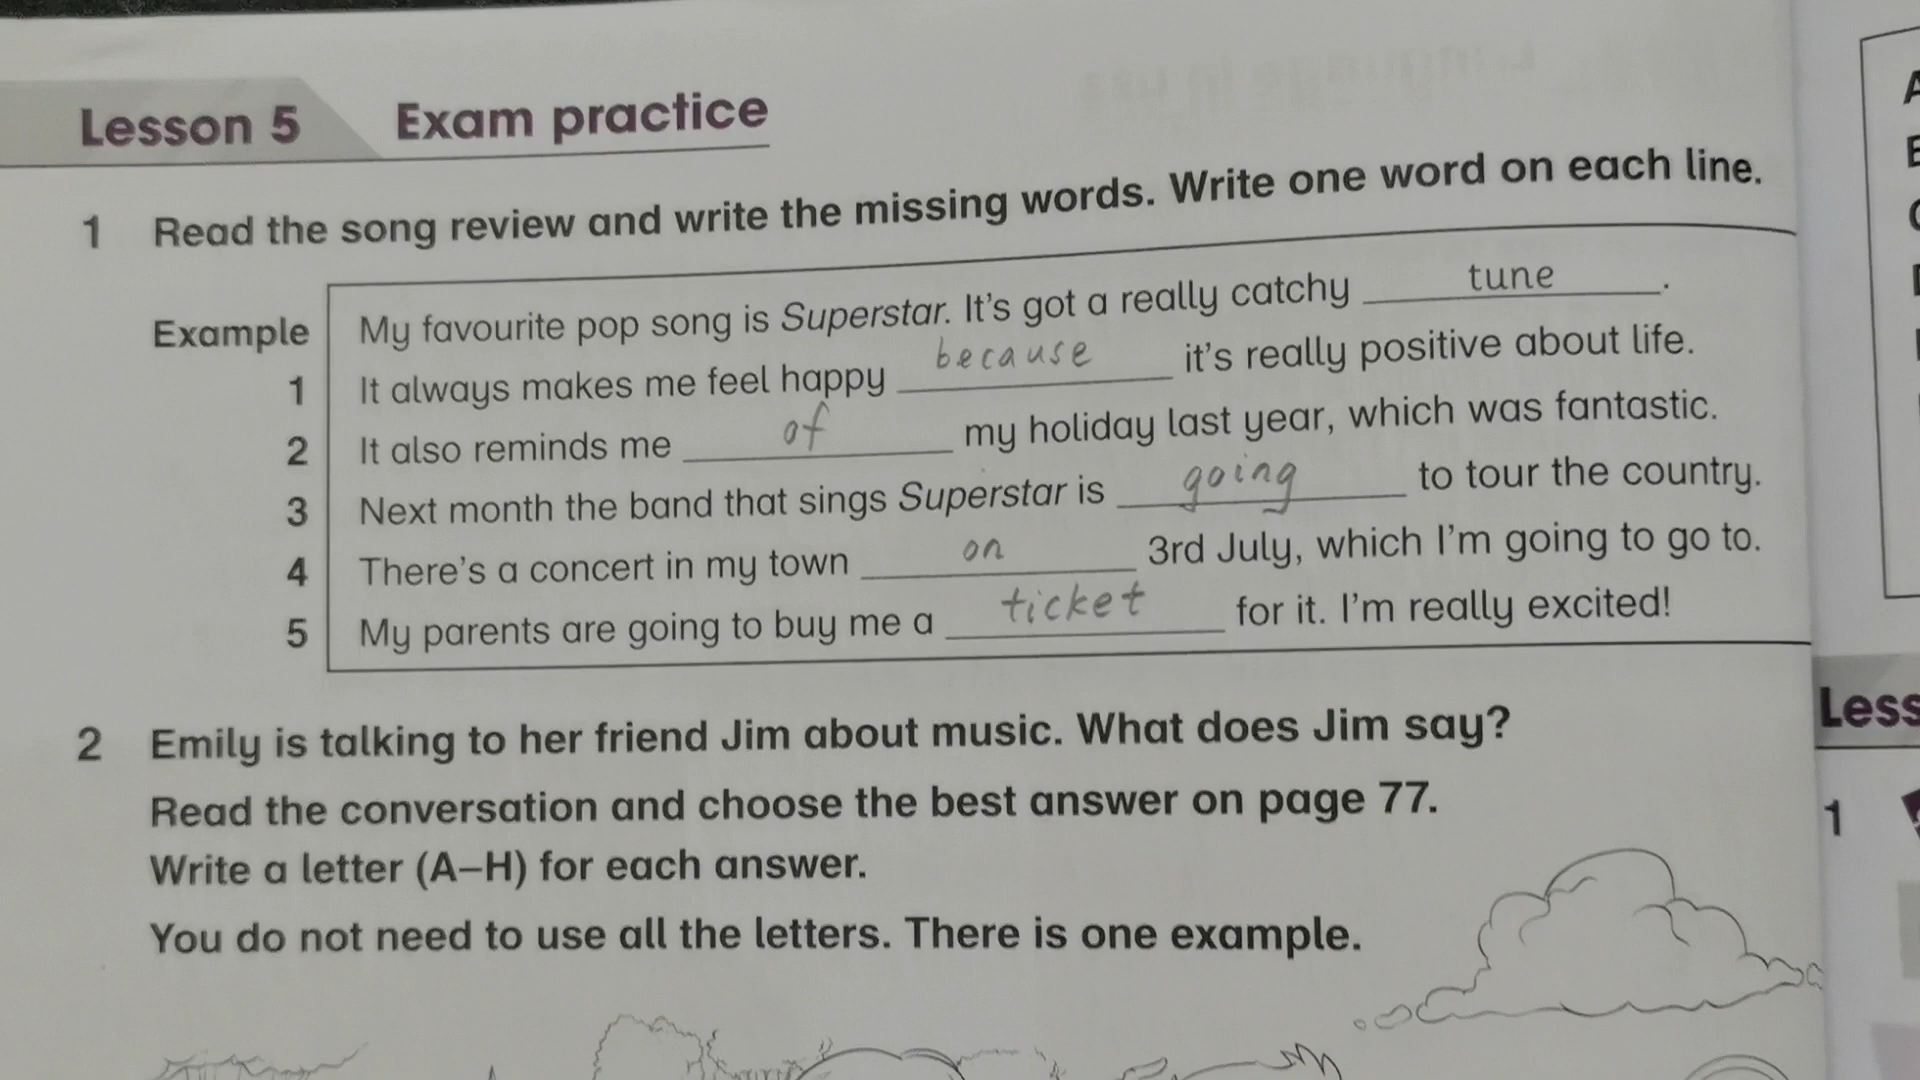 Lesson 5 Exam practice
1 Read the song review and write the missing words. Write one word on each line.
Example My favourite pop song is Superstar. It's got a really catchy tune.
1 It always makes me feel happy because it's really positive about life.
2 It also reminds me of my holiday last year, which was fantastic.
3 Next month the band that sings Superstar is going to tour the country.
4 There's a concert in my town on 3rd July, which I'm going to go to.
5 My parents are going to buy me a ticket for it. I'm really excited!
2 Emily is talking to her friend Jim about music. What does Jim say?
Read the conversation and choose the best answer on page 77.
Write a letter (A–H) for each answer.
You do not need to use all the letters. There is one example.
Less
1